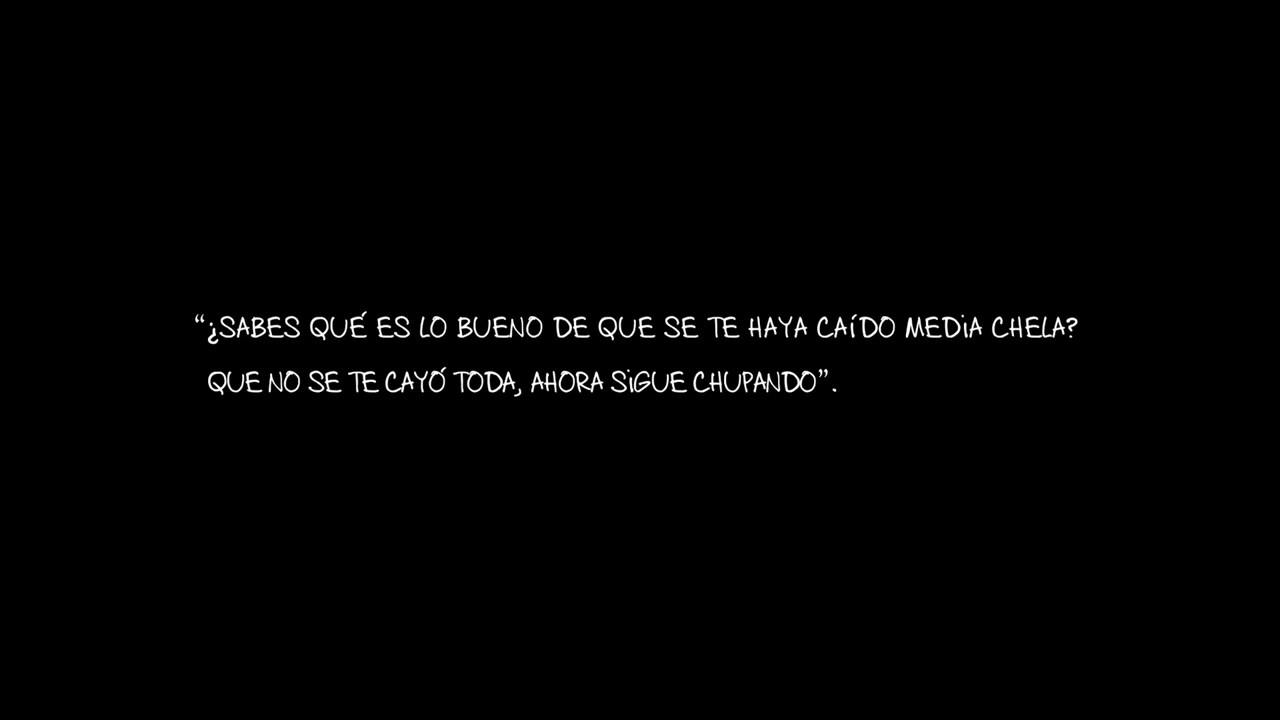 “¿SABES QUÉ ES LO BUENO DE QUE SE TE HAYA CAÍDO MEDIA CHELA?
QUE NO SE TE CAYÓ TODA, AHORA SIGUE CHUPANDO”.